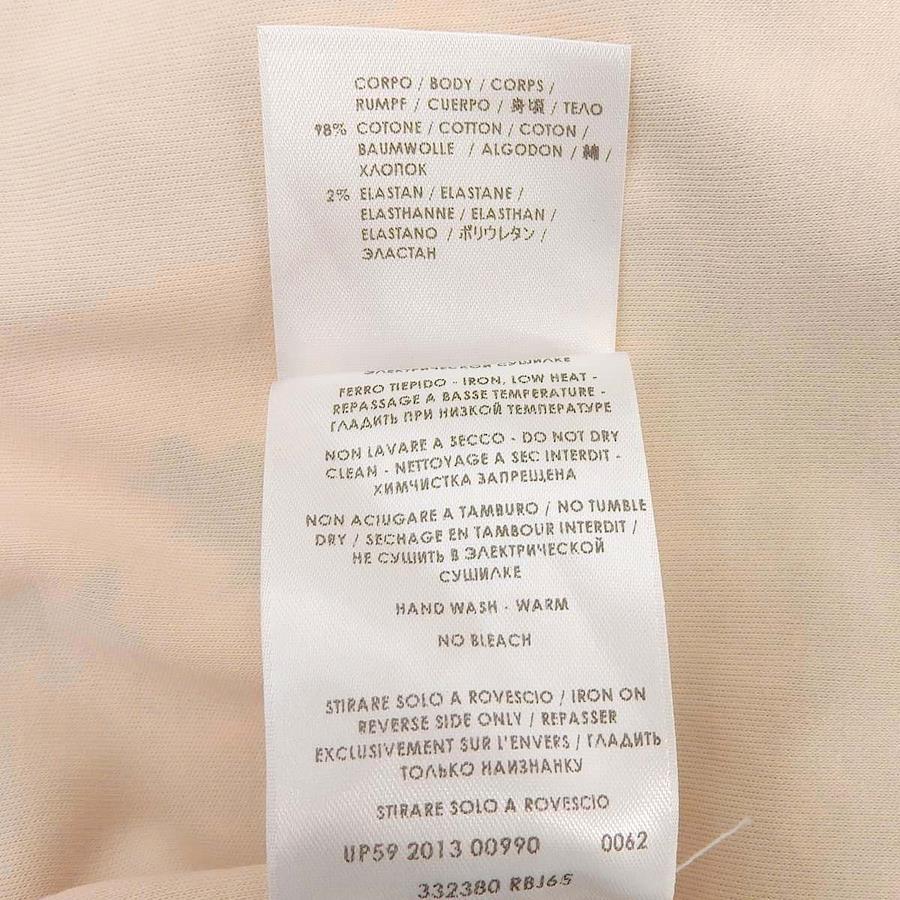 CORPO / BODY / CORPS /
RUMPF / CUERPO / 身頃 / ТЕЛО
98% COTONE / COTTON / COTON /
BAUMWOLLE / ALGODON / 綿 /
ХЛОПОК
2% ELASTAN / ELASTANE /
ELASTHANNE / ELASTHAN /
ELASTANO / ポリウレタン /
ЭЛАСТАН
ЭЛЕКТРИЧЕСКОЙ СУШИЛКЕ
FERRO TIEPIDO - IRON, LOW HEAT -
REPASSAGE A BASSE TEMPERATURE -
ГЛАДИТЬ ПРИ НИЗКОЙ ТЕМПЕРАТУРЕ
NON LAVARE A SECCO - DO NOT DRY
CLEAN - NETTOYAGE A SEC INTERDIT -
ХИМЧИСТКА ЗАПРЕЩЕНА
NON ACIUGARE A TAMBURO / NO TUMBLE
DRY / SECHAGE EN TAMBOUR INTERDIT /
НЕ СУШИТЬ В ЭЛЕКТРИЧЕСКОЙ
СУШИЛКЕ
HAND WASH - WARM
NO BLEACH
STIRARE SOLO A ROVESCIO / IRON ON
REVERSE SIDE ONLY / REPASSER
EXCLUSIVEMENT SUR L'ENVERS / ГЛАДИТЬ
ТОЛЬКО НАИЗНАНКУ
STIRARE SOLO A ROVESCIO
UP59 2013 00990 0062
332380 RBJ65